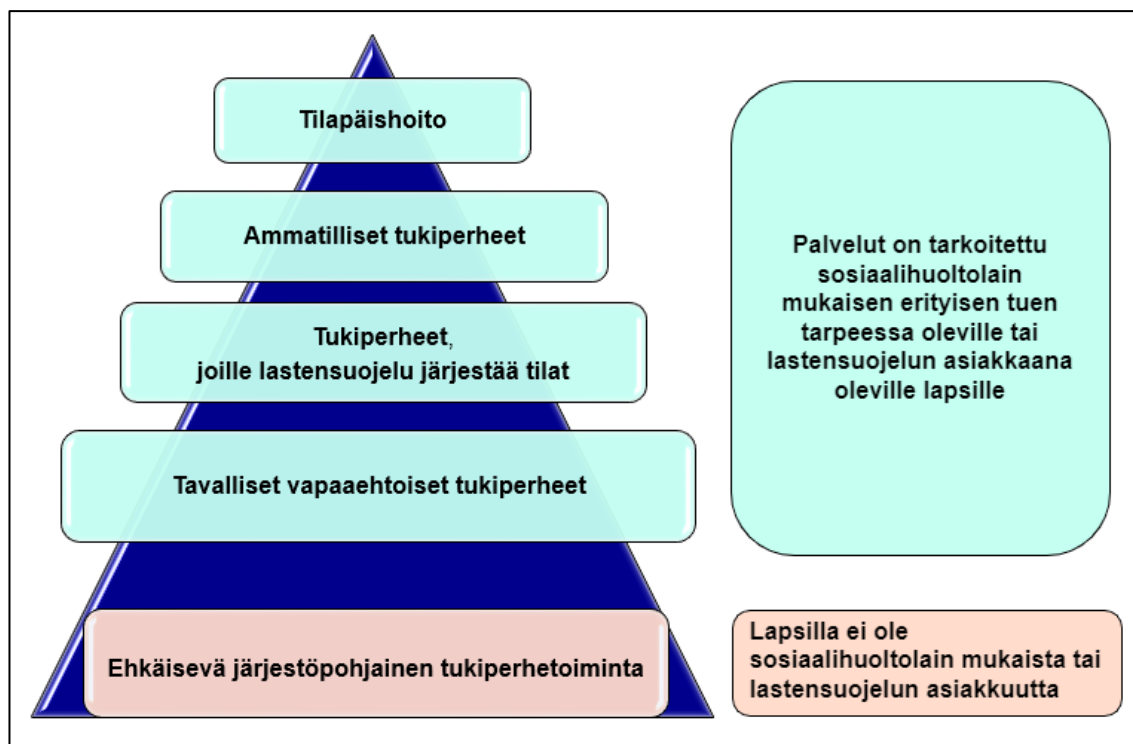 Tilapäishoito
Ammatilliset tukiperheet
Tukiperheet,
joille lastensuojelu järjestää tilat
Tavalliset vapaaehtoiset tukiperheet
Ehkäisevä järjestöpohjainen tukiperhetoiminta
Palvelut on tarkoitettu
sosiaalihuoltolain
mukaisen erityisen tuen
tarpeessa oleville tai
lastensuojelun asiakkaana
oleville lapsille
Lapsilla ei ole
sosiaalihuoltolain mukaista tai
lastensuojelun asiakkuutta